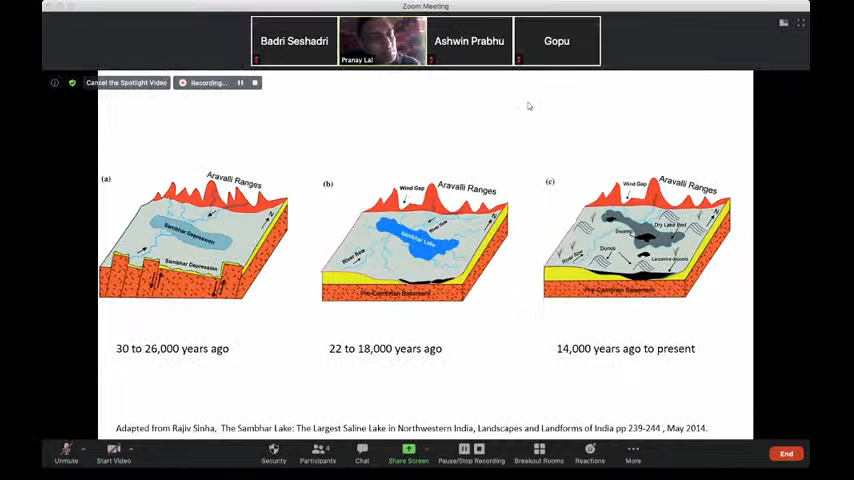 Zoom Meeting
Badri Seshadri
Pranay Lal
Ashwin Prabhu
Gopu
Cancel the Spotlight Video
Recording...
(a)
Aravalli Ranges
N
Sambhar Depression
Sambhar Depression
(b)
Wind Gap
Aravalli Ranges
N
River flow
Sambhar Lake
River flow
Pre-Cambrian Basement
(c)
Wind Gap
Aravalli Ranges
N
Dry Lake Bed
Swamp
Dunes
River flow
Lacustrine deposits
Pre-Cambrian Basement
30 to 26,000 years ago
22 to 18,000 years ago
14,000 years ago to present
Adapted from Rajiv Sinha, The Sambhar Lake: The Largest Saline Lake in Northwestern India, Landscapes and Landforms of India pp 239-244 , May 2014.
Unmute
Start Video
Security
4
Participants
Chat
Share Screen
Pause/Stop Recording
Breakout Rooms
Reactions
More
End